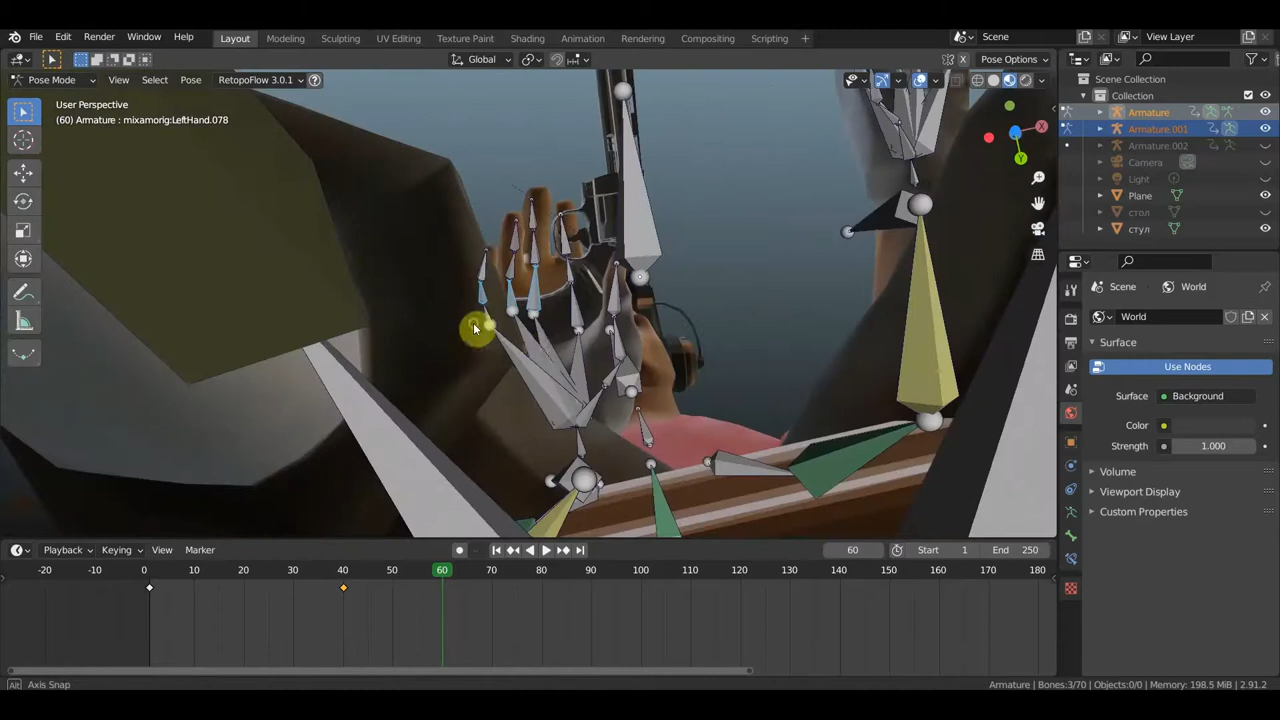 File Edit Render Window Help Layout Modeling Sculpting UV Editing Texture Paint Shading Animation Rendering Compositing Scripting + Scene View Layer
Global Pose Options
Pose Mode View Select Pose RetopoFlow 3.0.1
User Perspective
(60) Armature : mixamorig:LeftHand.078
X
Y
Scene Collection
Collection
Armature
Armature.001
Armature.002
Camera
Light
Plane
стол
стул
Scene World
World
Surface
Use Nodes
Surface Background
Color
Strength 1.000
Volume
Viewport Display
Custom Properties
Playback Keying View Marker 60 Start 1 End 250
-20 -10 0 10 20 30 40 50 60 70 80 90 100 110 120 130 140 150 160 170 180
Alt Axis Snap Armature | Bones:3/70 | Objects:0/0 | Memory: 198.5 MiB | 2.91.2